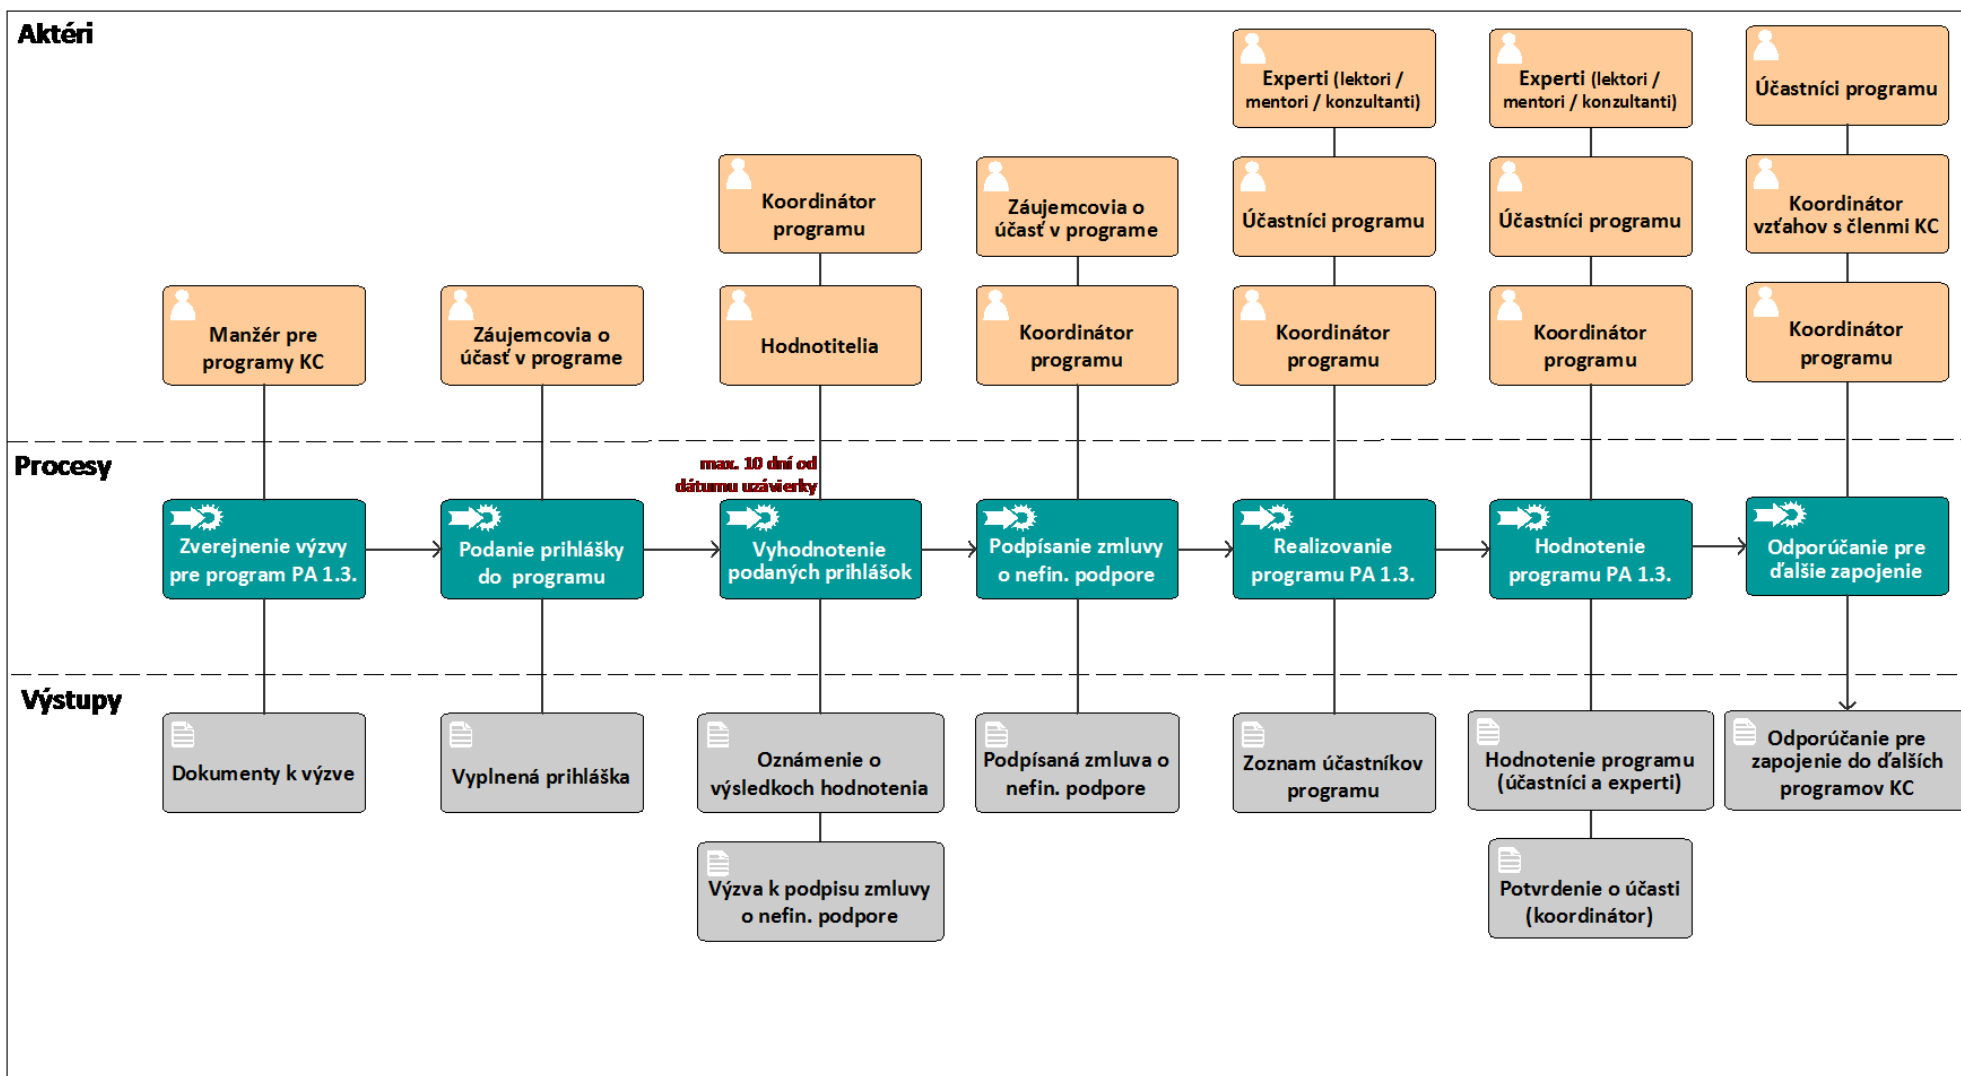 Aktéri
Experti (lektori /
mentori / konzultanti)
Experti (lektori /
mentori / konzultanti)
Účastníci programu
Koordinátor
programu
Záujemcovia o
účasť v programe
Účastníci programu
Účastníci programu
Koordinátor
vzťahov s členmi KC
Manžér pre
programy KC
Záujemcovia o
účasť v programe
Hodnotitelia
Koordinátor
programu
Koordinátor
programu
Koordinátor
programu
Koordinátor
programu
Procesy
max. 10 dní od
dátumu uzávierky
Zverejnenie výzvy
pre program PA 1.3.
Podanie prihlášky
do programu
Vyhodnotenie
podaných prihlášok
Podpísanie zmluvy
o nefin. podpore
Realizovanie
programu PA 1.3.
Hodnotenie
programu PA 1.3.
Odporúčanie pre
ďalšie zapojenie
Výstupy
Dokumenty k výzve
Vyplnená prihláška
Oznámenie o
výsledkoch hodnotenia
Podpísaná zmluva o
nefin. podpore
Zoznam účastníkov
programu
Hodnotenie programu
(účastníci a experti)
Odporúčanie pre
zapojenie do ďalších
programov KC
Výzva k podpisu zmluvy
o nefin. podpore
Potvrdenie o účasti
(koordinátor)